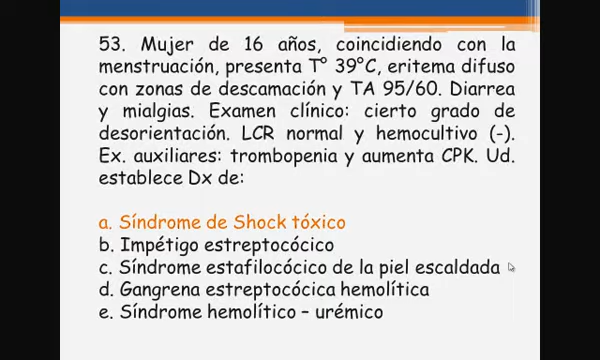 53. Mujer de 16 años, coincidiendo con la
menstruación, presenta Tº 39°C, eritema difuso
con zonas de descamación y TA 95/60. Diarrea
y mialgias. Examen clínico: cierto grado de
desorientación. LCR normal y hemocultivo (-).
Ex. auxiliares: trombopenia y aumenta CPK. Ud.
establece Dx de:
a. Síndrome de Shock tóxico
b. Impétigo estreptocócico
c. Síndrome estafilocócico de la piel escaldada
d. Gangrena estreptocócica hemolítica
e. Síndrome hemolítico – urémico